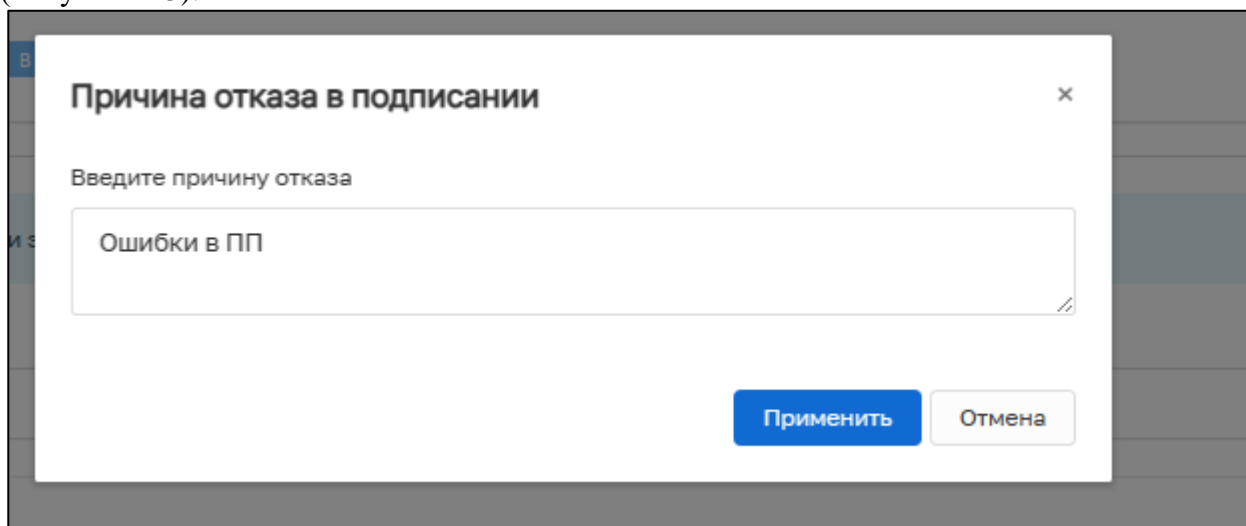 В
Причина отказа в подписании
×
Введите причину отказа
и з
Ошибки в ПП
Применить
Отмена